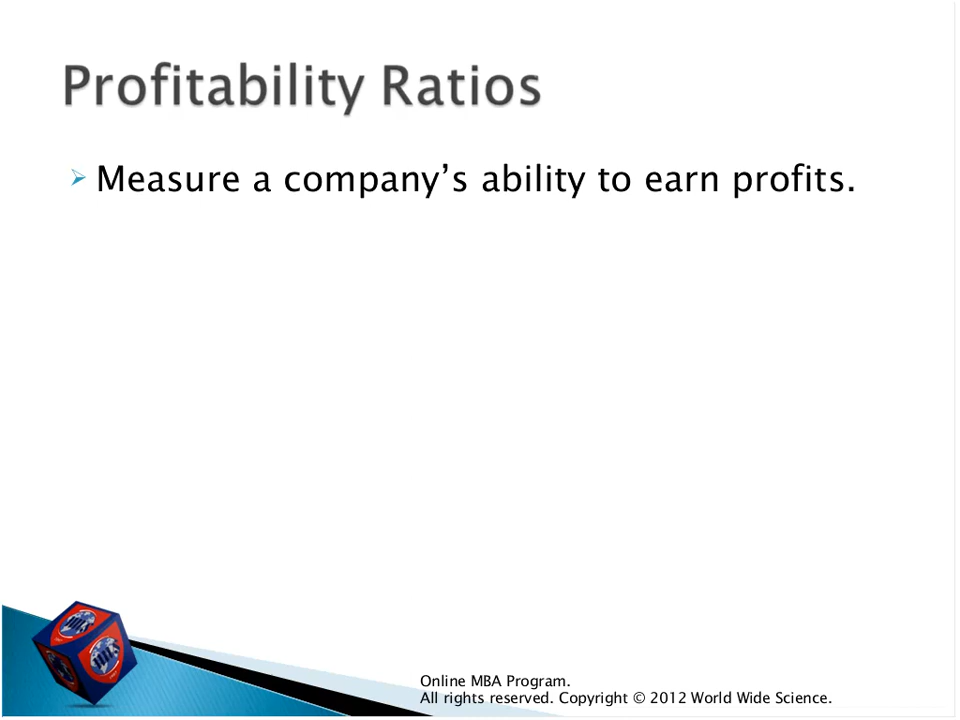 Profitability Ratios
Measure a company's ability to earn profits.
Online MBA Program.
All rights reserved. Copyright © 2012 World Wide Science.